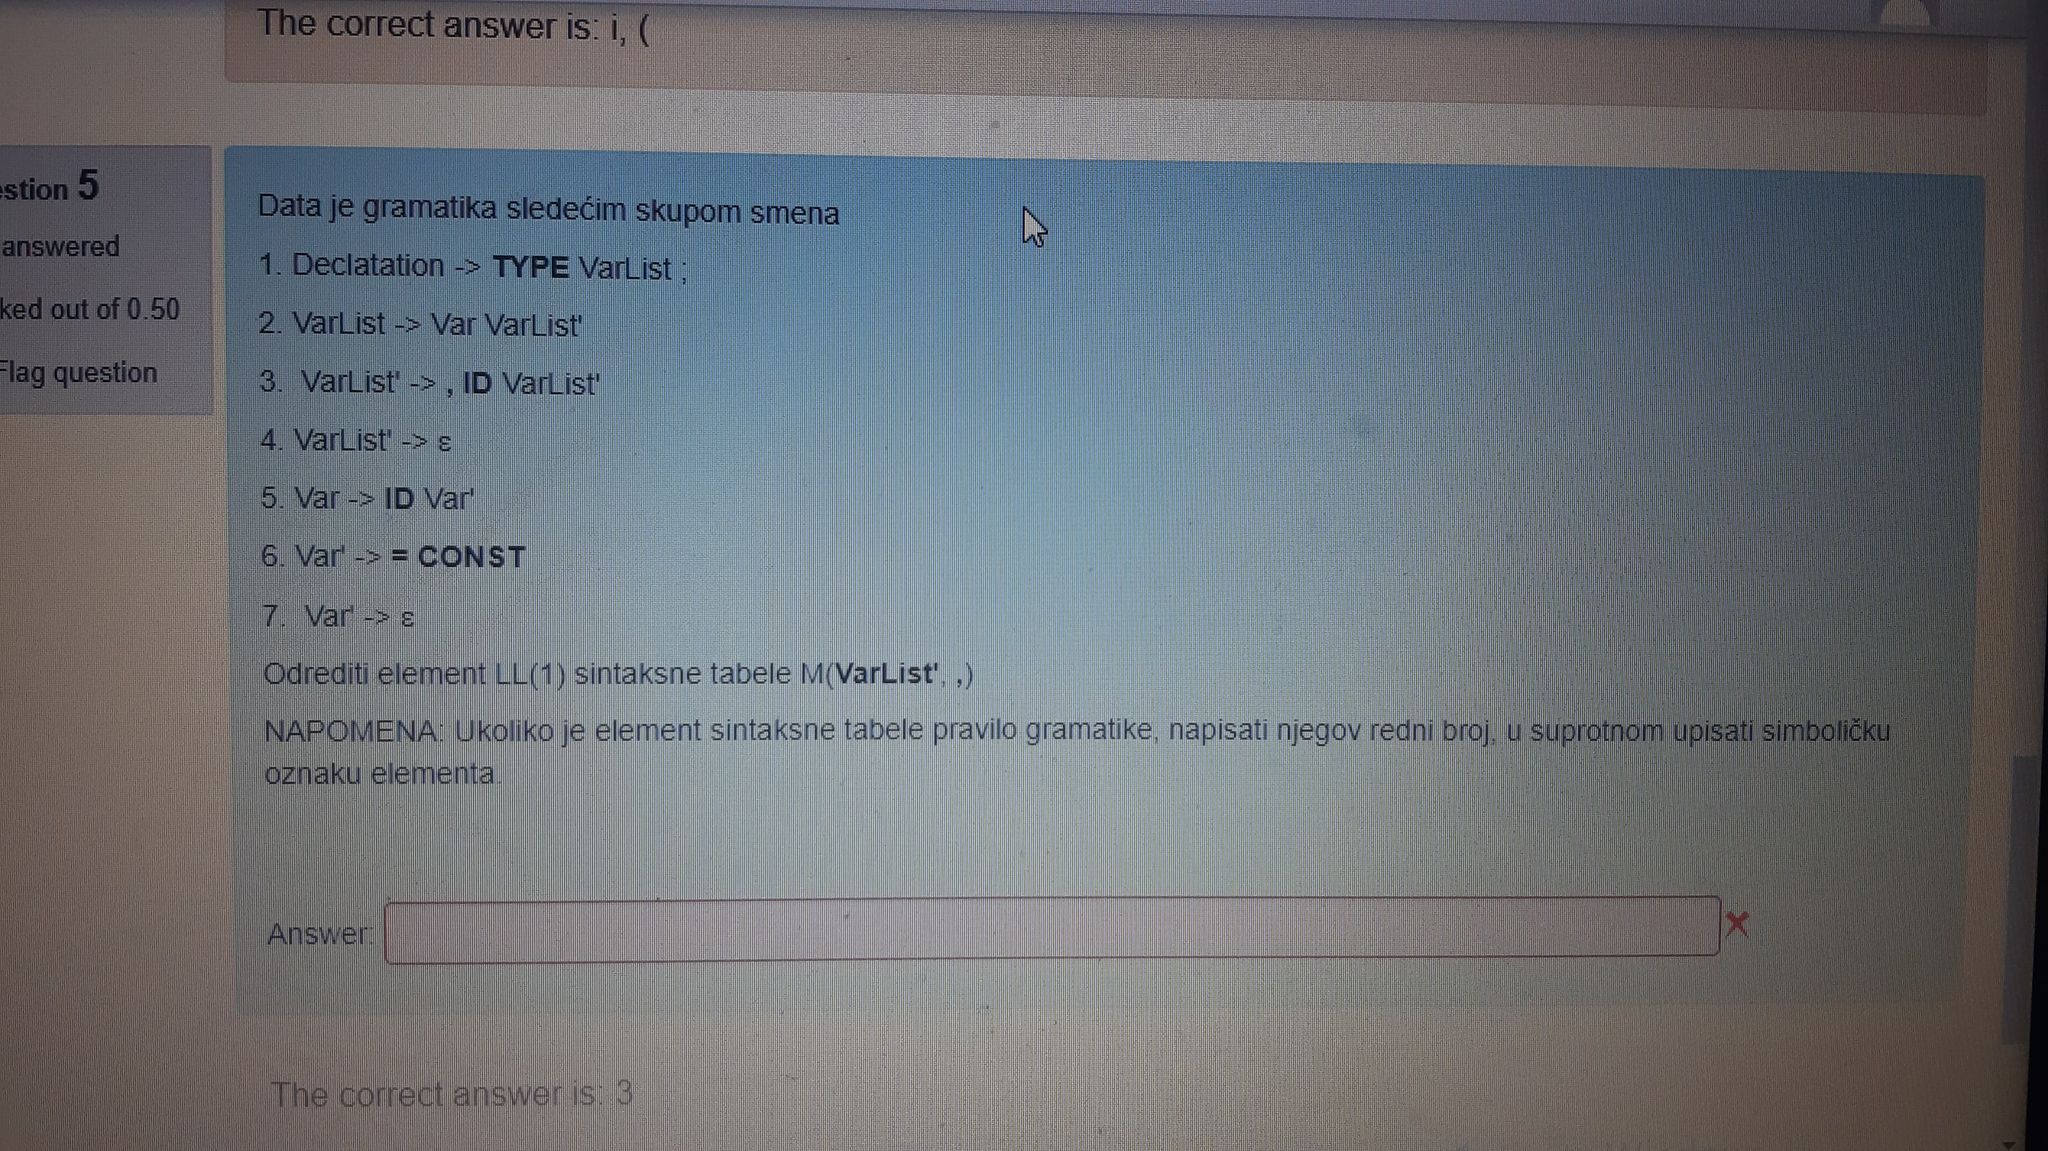 The correct answer is: i, (
estion 5
answered
ked out of 0.50
Flag question
Data je gramatika sledećim skupom smena
1. Declatation -> TYPE VarList ;
2. VarList -> Var VarList'
3. VarList' -> , ID VarList'
4. VarList' -> ε
5. Var -> ID Var'
6. Var' -> = CONST
7. Var' -> ε
Odrediti element LL(1) sintaksne tabele M(VarList', ,)
NAPOMENA: Ukoliko je element sintaksne tabele pravilo gramatike, napisati njegov redni broj, u suprotnom upisati simboličku
oznaku elementa.
Answer:
The correct answer is: 3